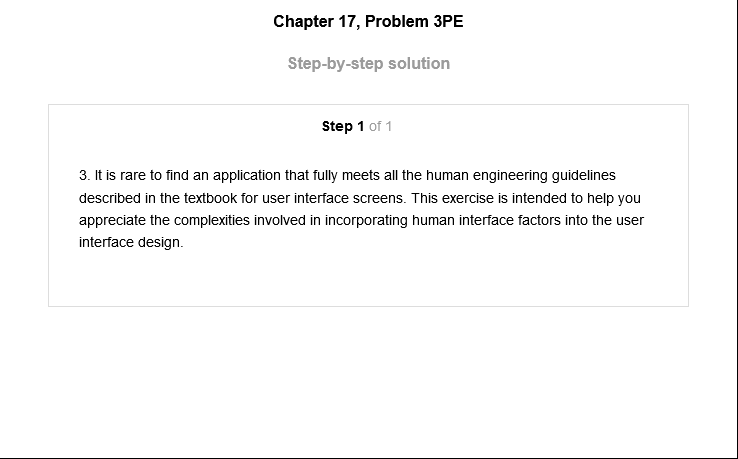 Chapter 17, Problem 3PE
Step-by-step solution
Step 1 of 1
3. It is rare to find an application that fully meets all the human engineering guidelines
described in the textbook for user interface screens. This exercise is intended to help you
appreciate the complexities involved in incorporating human interface factors into the user
interface design.